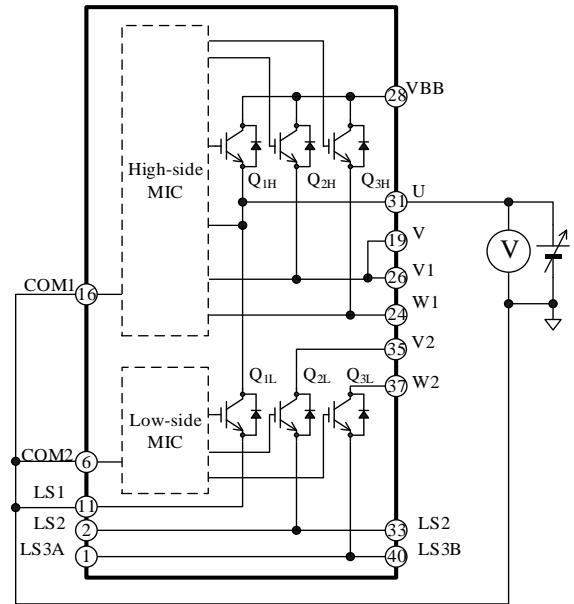 28 VBB
High-side
MIC
Q1H
Q2H
Q3H
31 U
19 V
V
COM1 16
26 V1
24 W1
35 V2
37 W2
Q1L
Q2L
Q3L
Low-side
MIC
COM2 6
LS1 11
LS2 2
33 LS2
LS3A 1
40 LS3B